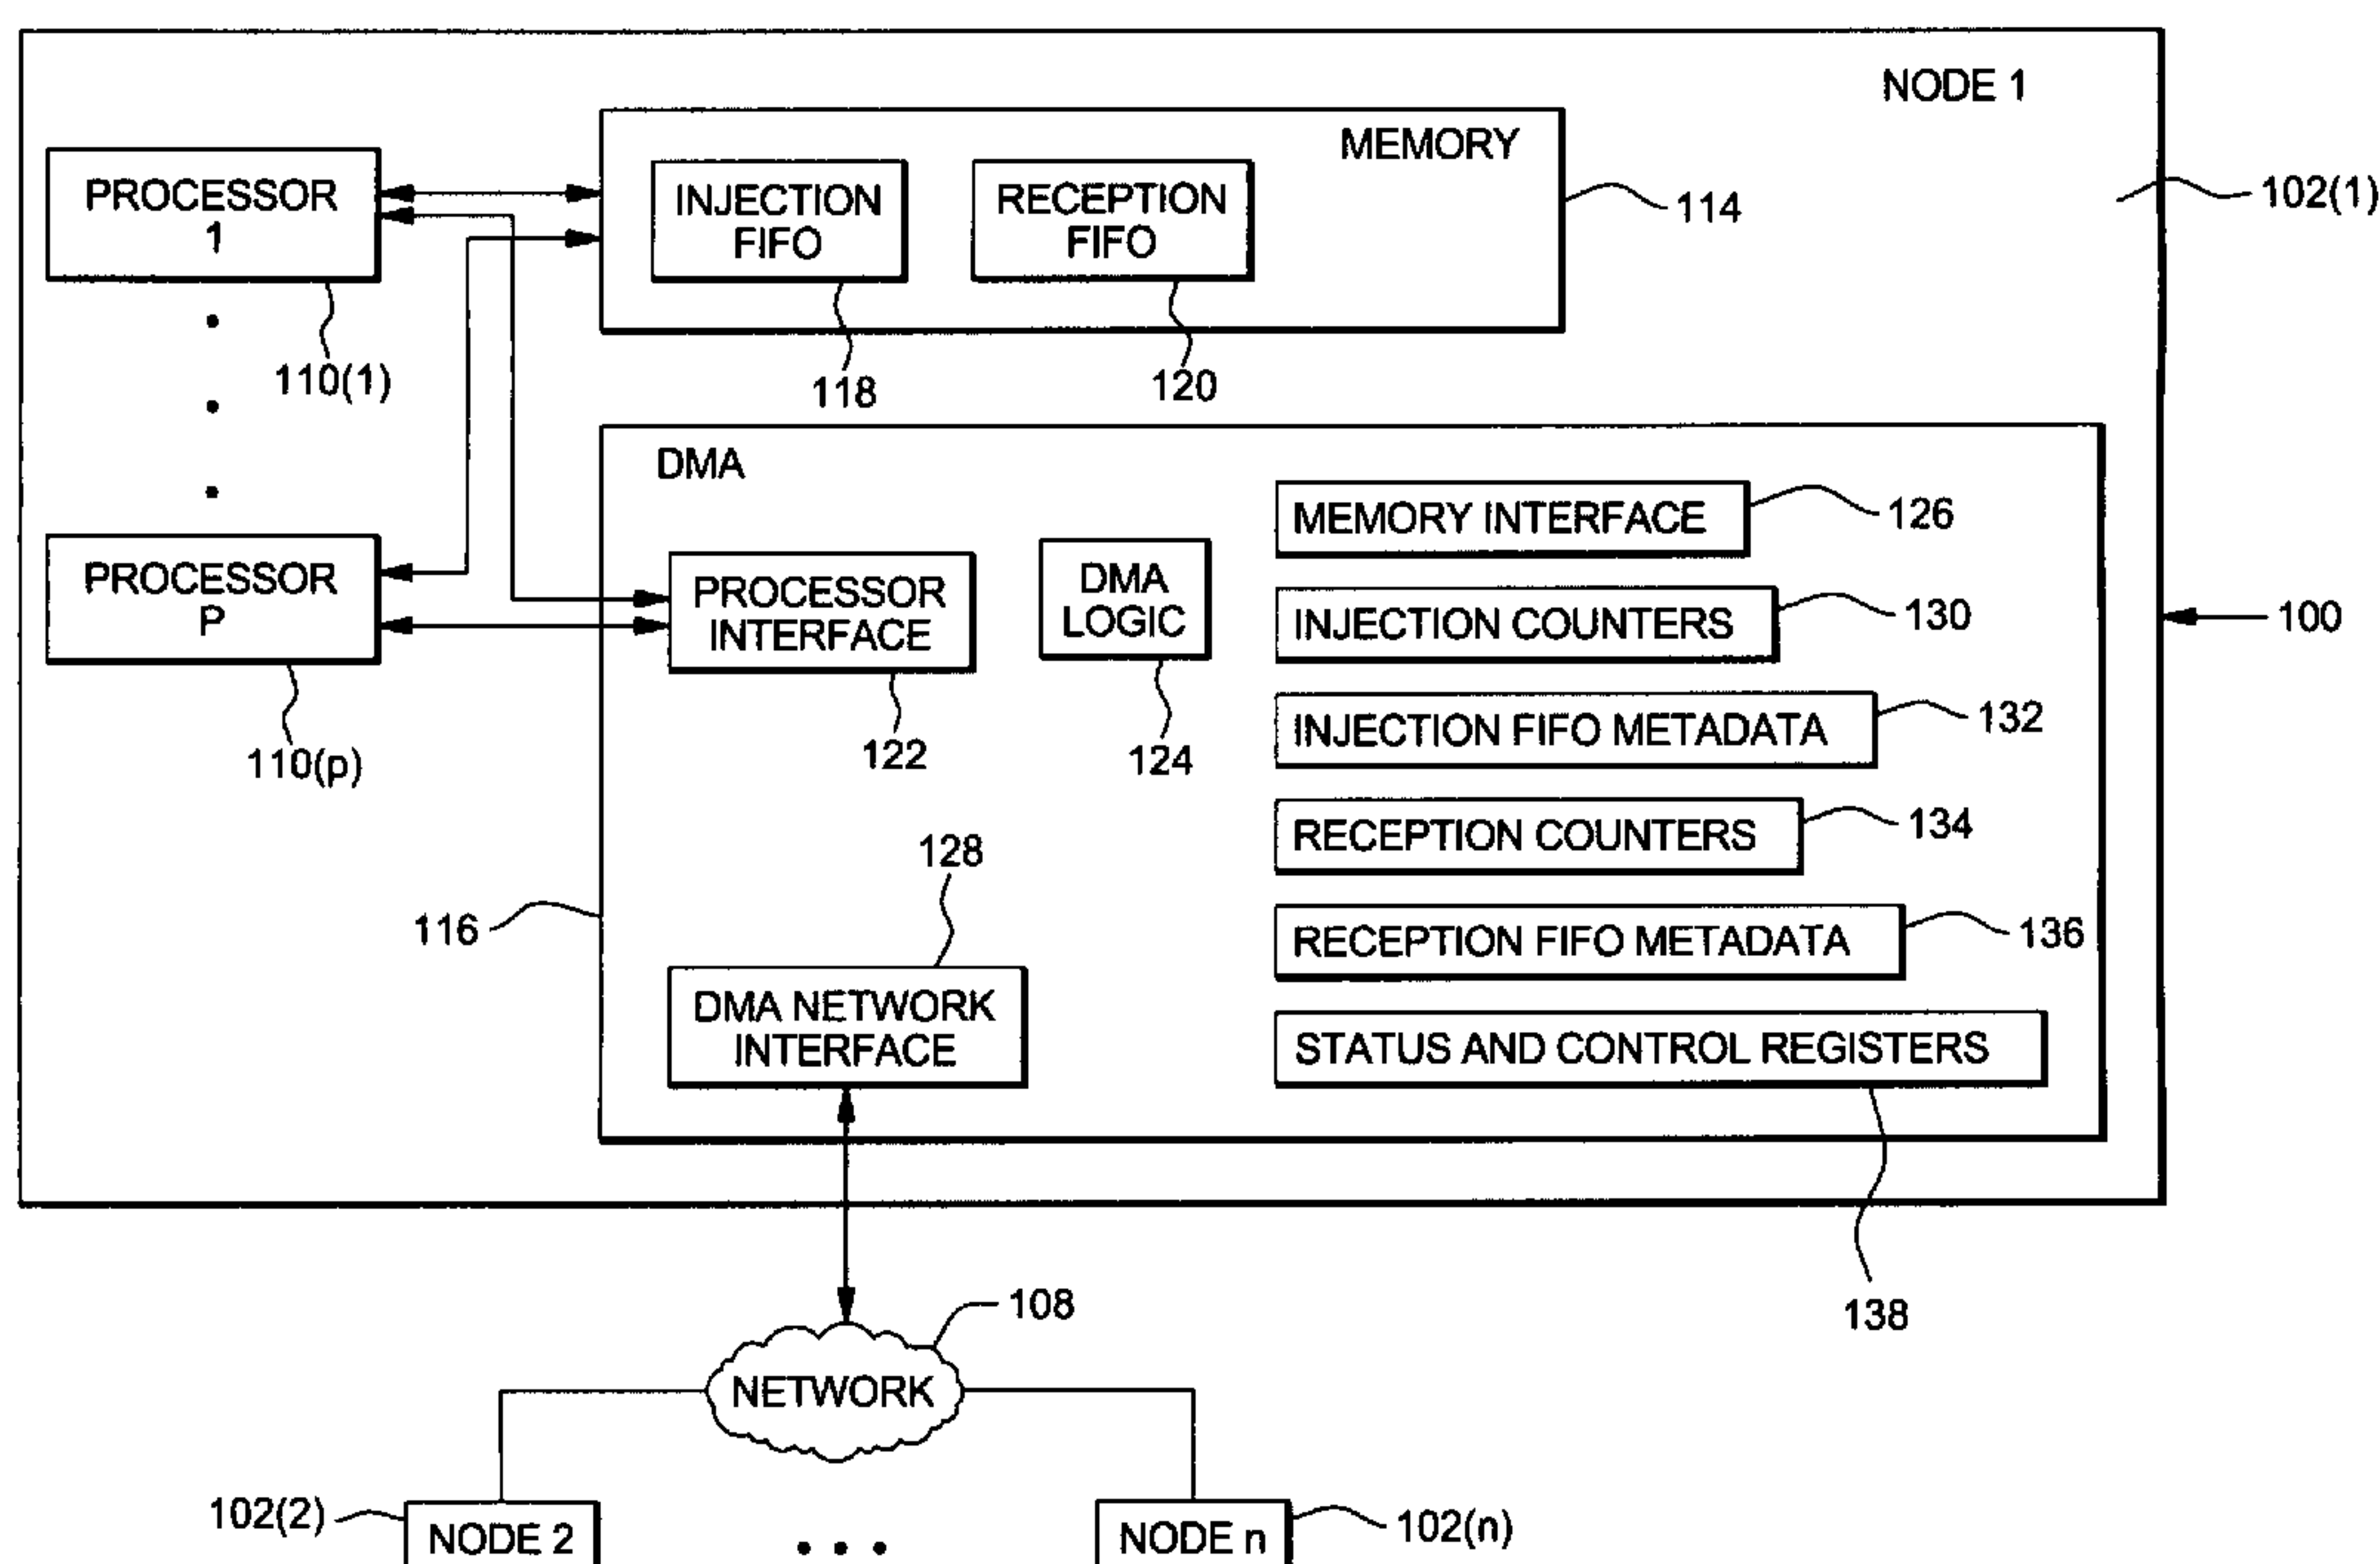 NODE 1
MEMORY
PROCESSOR
1
INJECTION
FIFO
RECEPTION
FIFO
114
102(1)
110(1)
118
120
DMA
MEMORY INTERFACE
126
PROCESSOR
P
PROCESSOR
INTERFACE
DMA
LOGIC
INJECTION COUNTERS
130
100
110(p)
122
124
INJECTION FIFO METADATA
132
RECEPTION COUNTERS
134
128
116
RECEPTION FIFO METADATA
136
DMA NETWORK
INTERFACE
STATUS AND CONTROL REGISTERS
138
108
NETWORK
102(2)
NODE 2
• • •
NODE n
102(n)